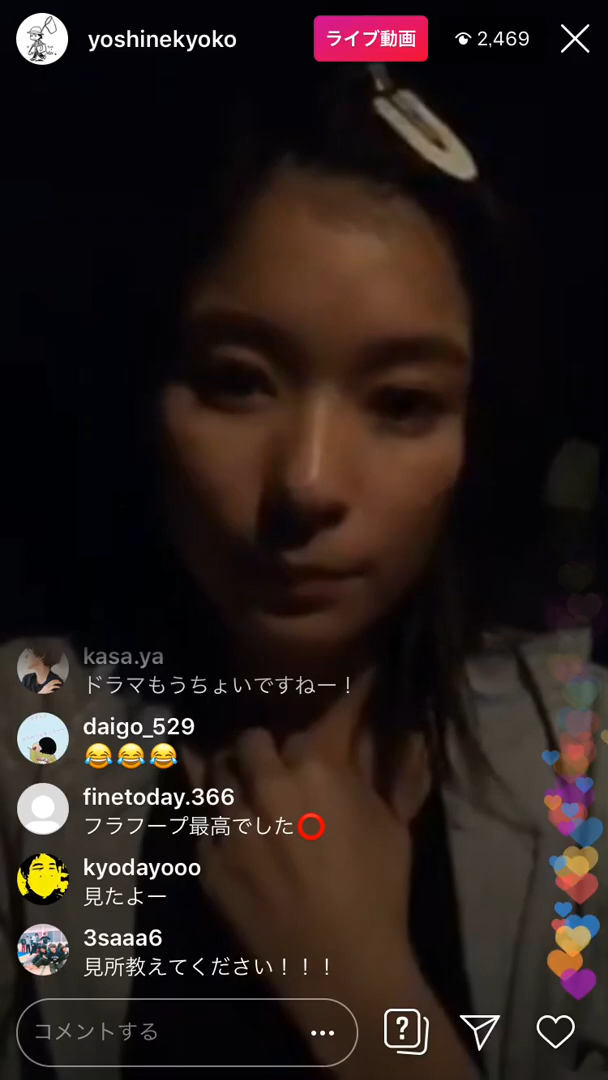 yoshinekyoko
ライブ動画
2,469
kasa.ya
ドラマもうちょいですねー！
daigo_529
😂😂😂
finetoday.366
フラフープ最高でした⭕
kyodayooo
見たよー
3saaa6
見所教えてください！！！
コメントする